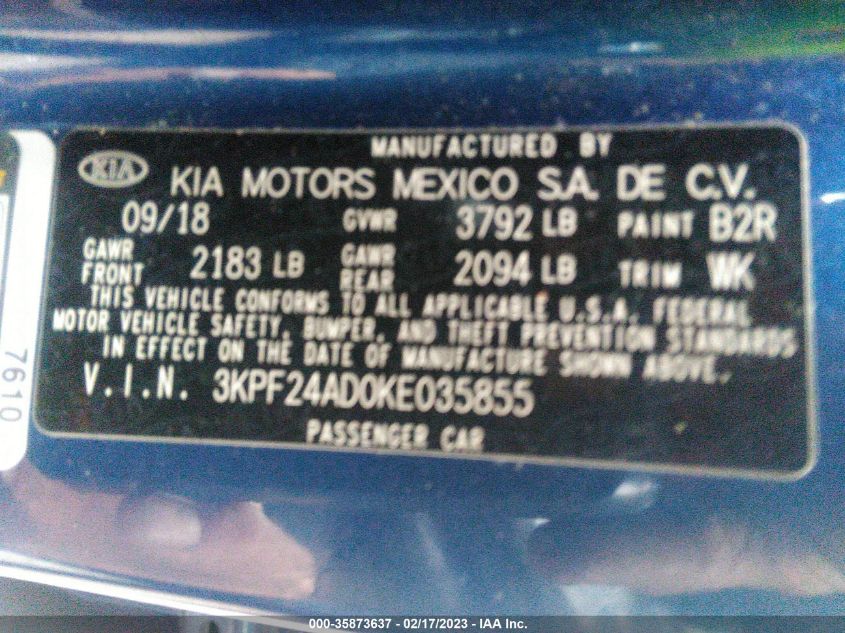 MANUFACTURED BY
KIA KIA MOTORS MEXICO S.A. DE C.V.
09/18 GVWR 3792 LB PAINT B2R
GAWR FRONT 2183 LB GAWR REAR 2094 LB TRIM WK
THIS VEHICLE CONFORMS TO ALL APPLICABLE U.S.A. FEDERAL
MOTOR VEHICLE SAFETY, BUMPER, AND THEFT PREVENTION STANDARDS
IN EFFECT ON THE DATE OF MANUFACTURE SHOWN ABOVE.
V.I.N. 3KPF24AD0KE035855
PASSENGER CAR
7610
000-35873637 - 02/17/2023 - IAA Inc.